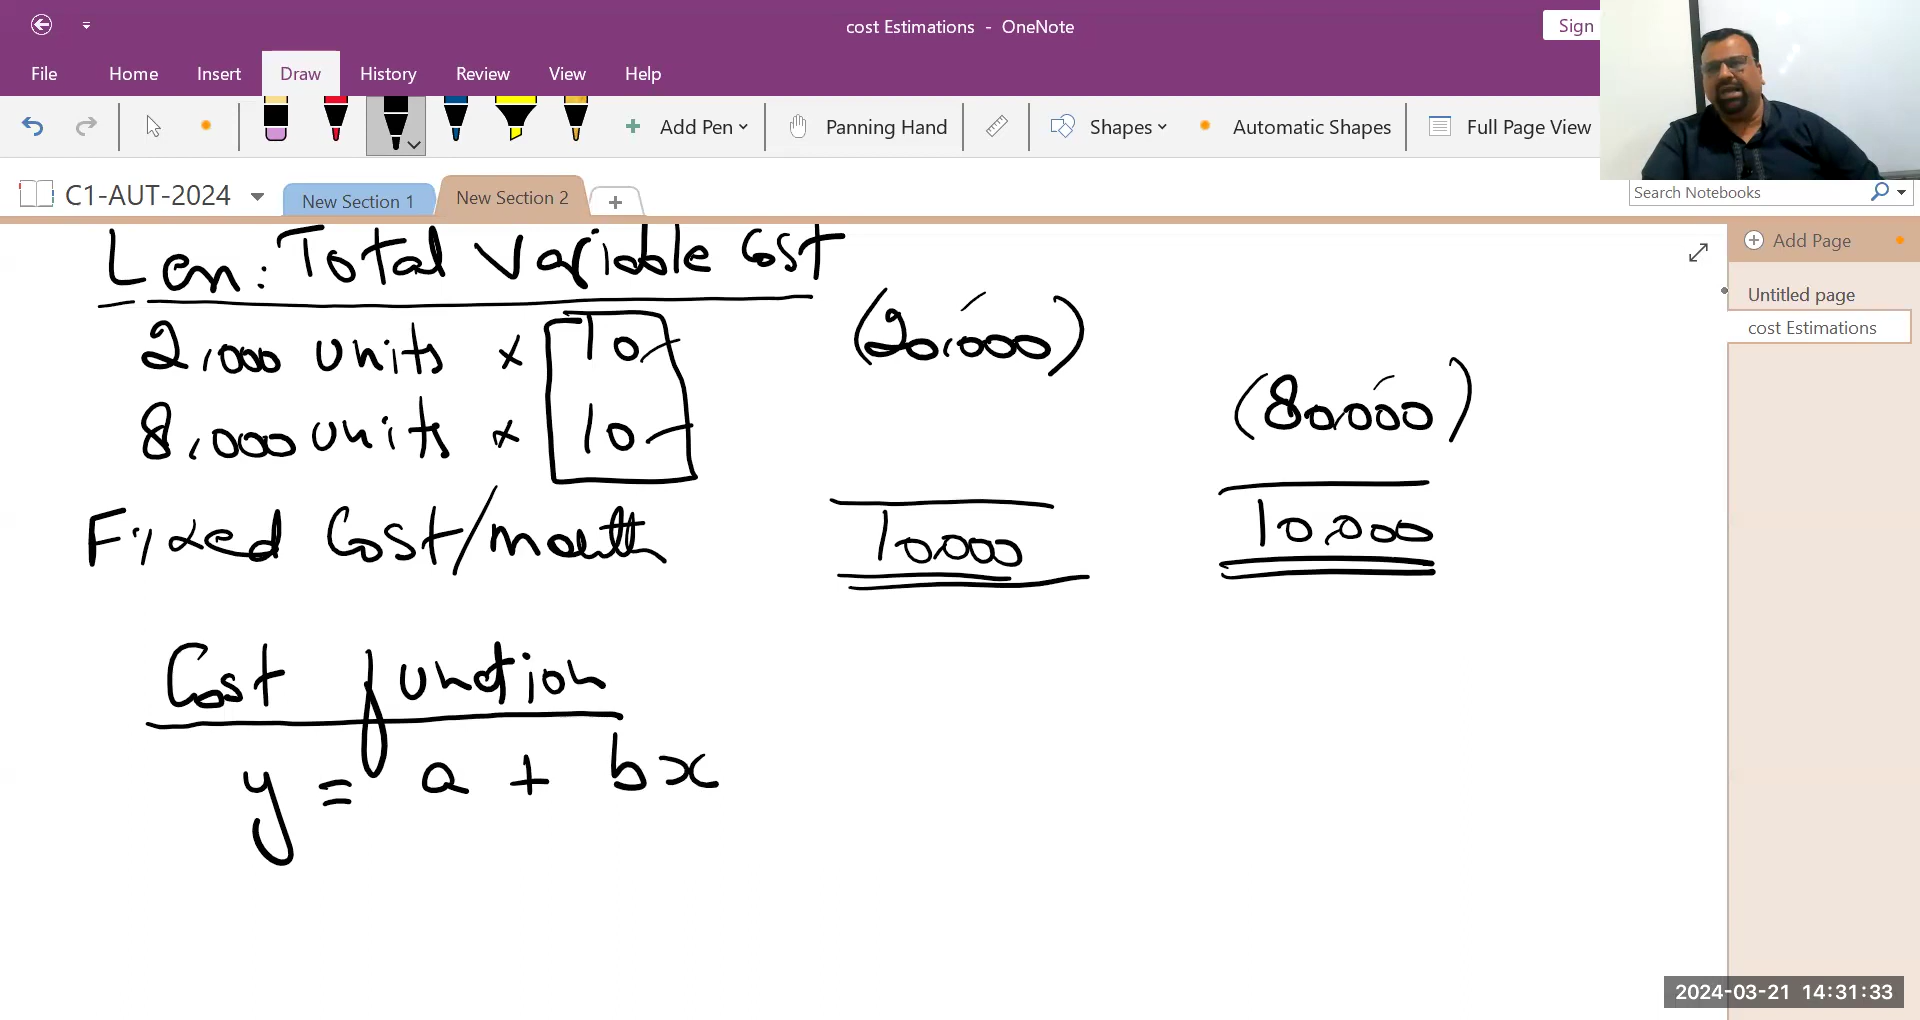 cost Estimations - OneNote
Sign
File Home Insert Draw History Review View Help
Add Pen Panning Hand Shapes Automatic Shapes Full Page View
C1-AUT-2024 New Section 1 New Section 2
Search Notebooks
Add Page
Untitled page
cost Estimations
Len: Total Variable Cost
2,000 units × 10 (20,000)
8,000 units × 10 (80,000)
Fixed Cost/month 10,000 10,000
Cost function
y = a + bx
2024-03-21 14:31:33